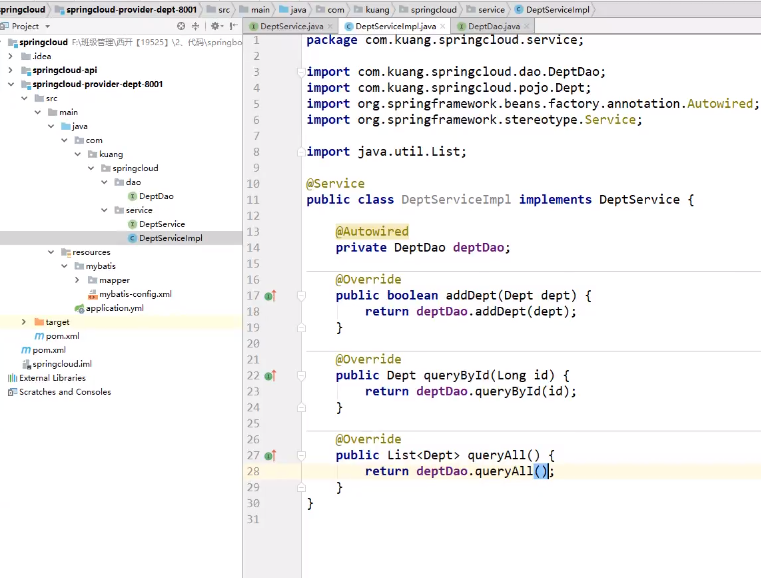 springcloud springcloud-provider-dept-8001 src main java com kuang springcloud service DeptServiceImpl
Project
DeptService.java DeptServiceImpl.java DeptDao.java
springcloud F:\班级管理\西开【19525】\2、代码\springbo
.idea
springcloud-api
springcloud-provider-dept-8001
src
main
java
com
kuang
springcloud
dao
DeptDao
service
DeptService
DeptServiceImpl
resources
mybatis
mapper
mybatis-config.xml
application.yml
target
pom.xml
pom.xml
springcloud.iml
External Libraries
Scratches and Consoles
1 package com.kuang.springcloud.service;
2
3 import com.kuang.springcloud.dao.DeptDao;
4 import com.kuang.springcloud.pojo.Dept;
5 import org.springframework.beans.factory.annotation.Autowired;
6 import org.springframework.stereotype.Service;
7
8 import java.util.List;
9
10 @Service
11 public class DeptServiceImpl implements DeptService {
12
13 @Autowired
14 private DeptDao deptDao;
15
16 @Override
17 public boolean addDept(Dept dept) {
18 return deptDao.addDept(dept);
19 }
20
21 @Override
22 public Dept queryById(Long id) {
23 return deptDao.queryById(id);
24 }
25
26 @Override
27 public List<Dept> queryAll() {
28 return deptDao.queryAll();
29 }
30 }
31